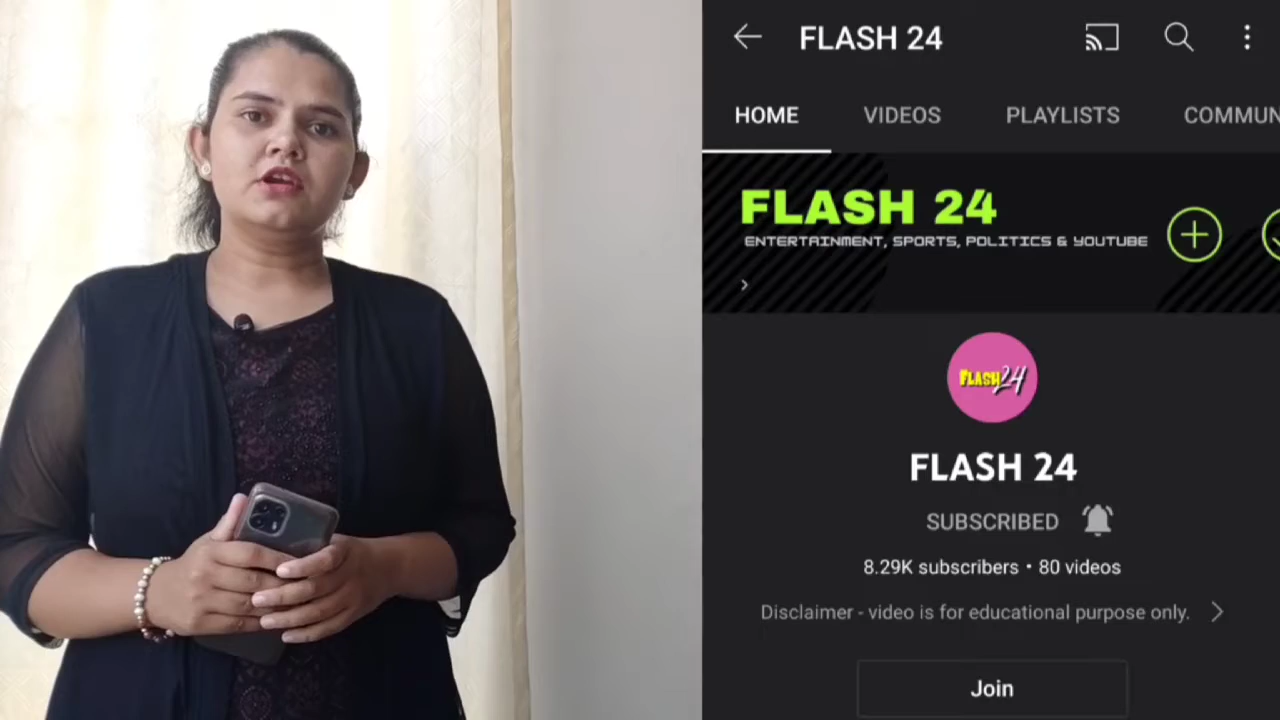 FLASH 24
HOME VIDEOS PLAYLISTS COMMUN
FLASH 24
ENTERTAINMENT, SPORTS, POLITICS & YOUTUBE
FLASH24
FLASH 24
SUBSCRIBED
8.29K subscribers • 80 videos
Disclaimer - video is for educational purpose only.
Join